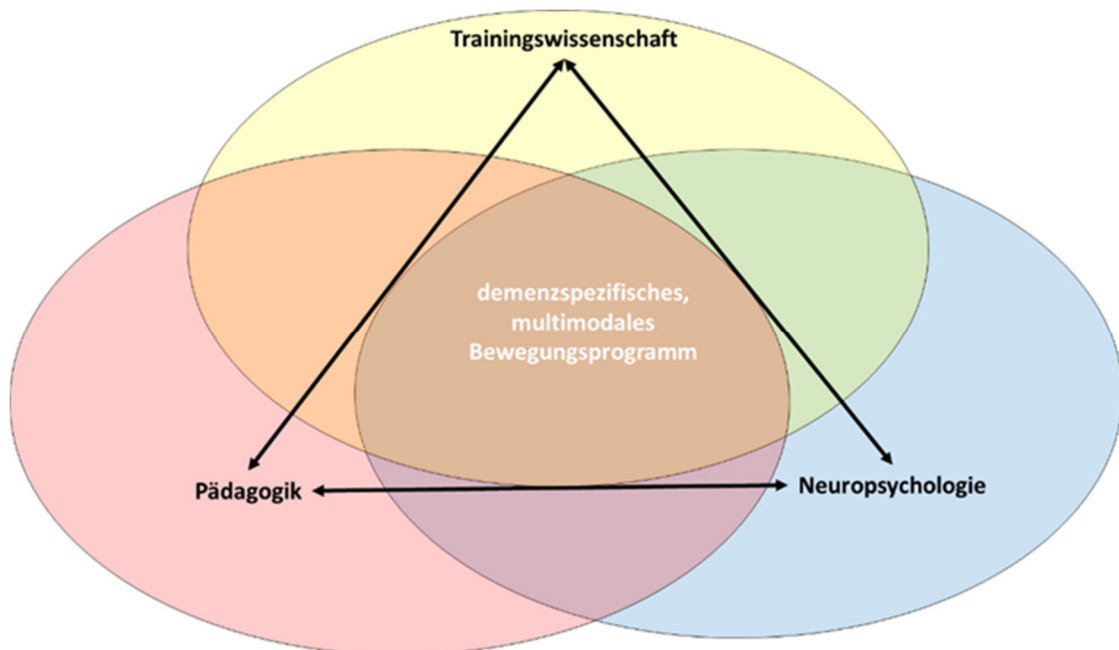 Trainingswissenschaft
demenzspezifisches,
multimodales
Bewegungsprogramm
Pädagogik
Neuropsychologie